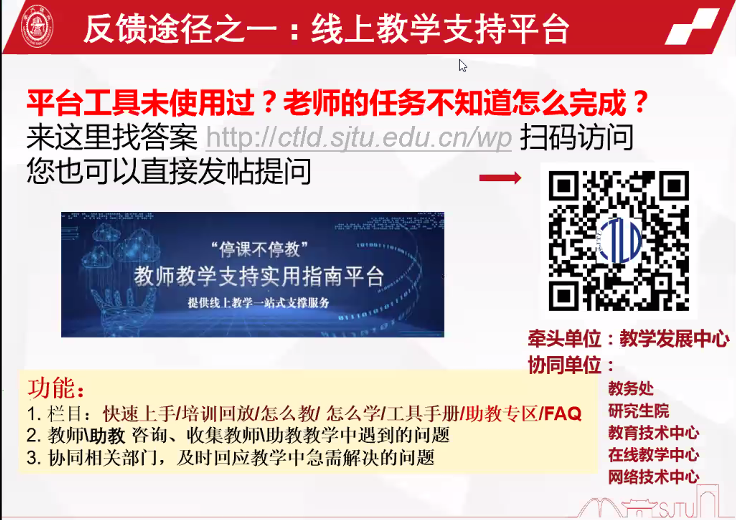 反馈途径之一：线上教学支持平台
平台工具未使用过？老师的任务不知道怎么完成？
来这里找答案 http://ctld.sjtu.edu.cn/wp 扫码访问
您也可以直接发帖提问
“停课不停教”
教师教学支持实用指南平台
提供线上教学一站式支撑服务
CTLD
牵头单位：教学发展中心
协同单位：
教务处
研究生院
教育技术中心
在线教学中心
网络技术中心
功能：
1. 栏目：快速上手/培训回放/怎么教/ 怎么学/工具手册/助教专区/FAQ
2. 教师\助教 咨询、收集教师\助教教学中遇到的问题
3. 协同相关部门，及时回应教学中急需解决的问题
SJTU